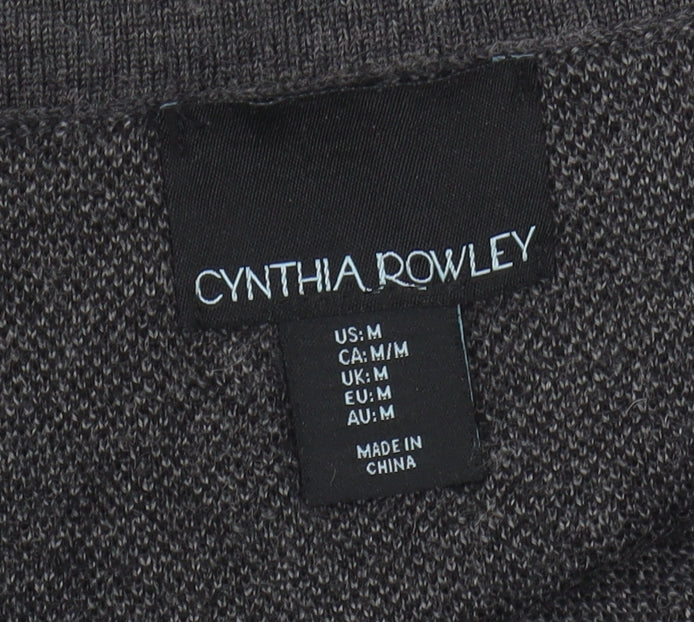 CYNTHIA ROWLEY
US: M
CA: M/M
UK: M
EU: M
AU: M
MADE IN
CHINA